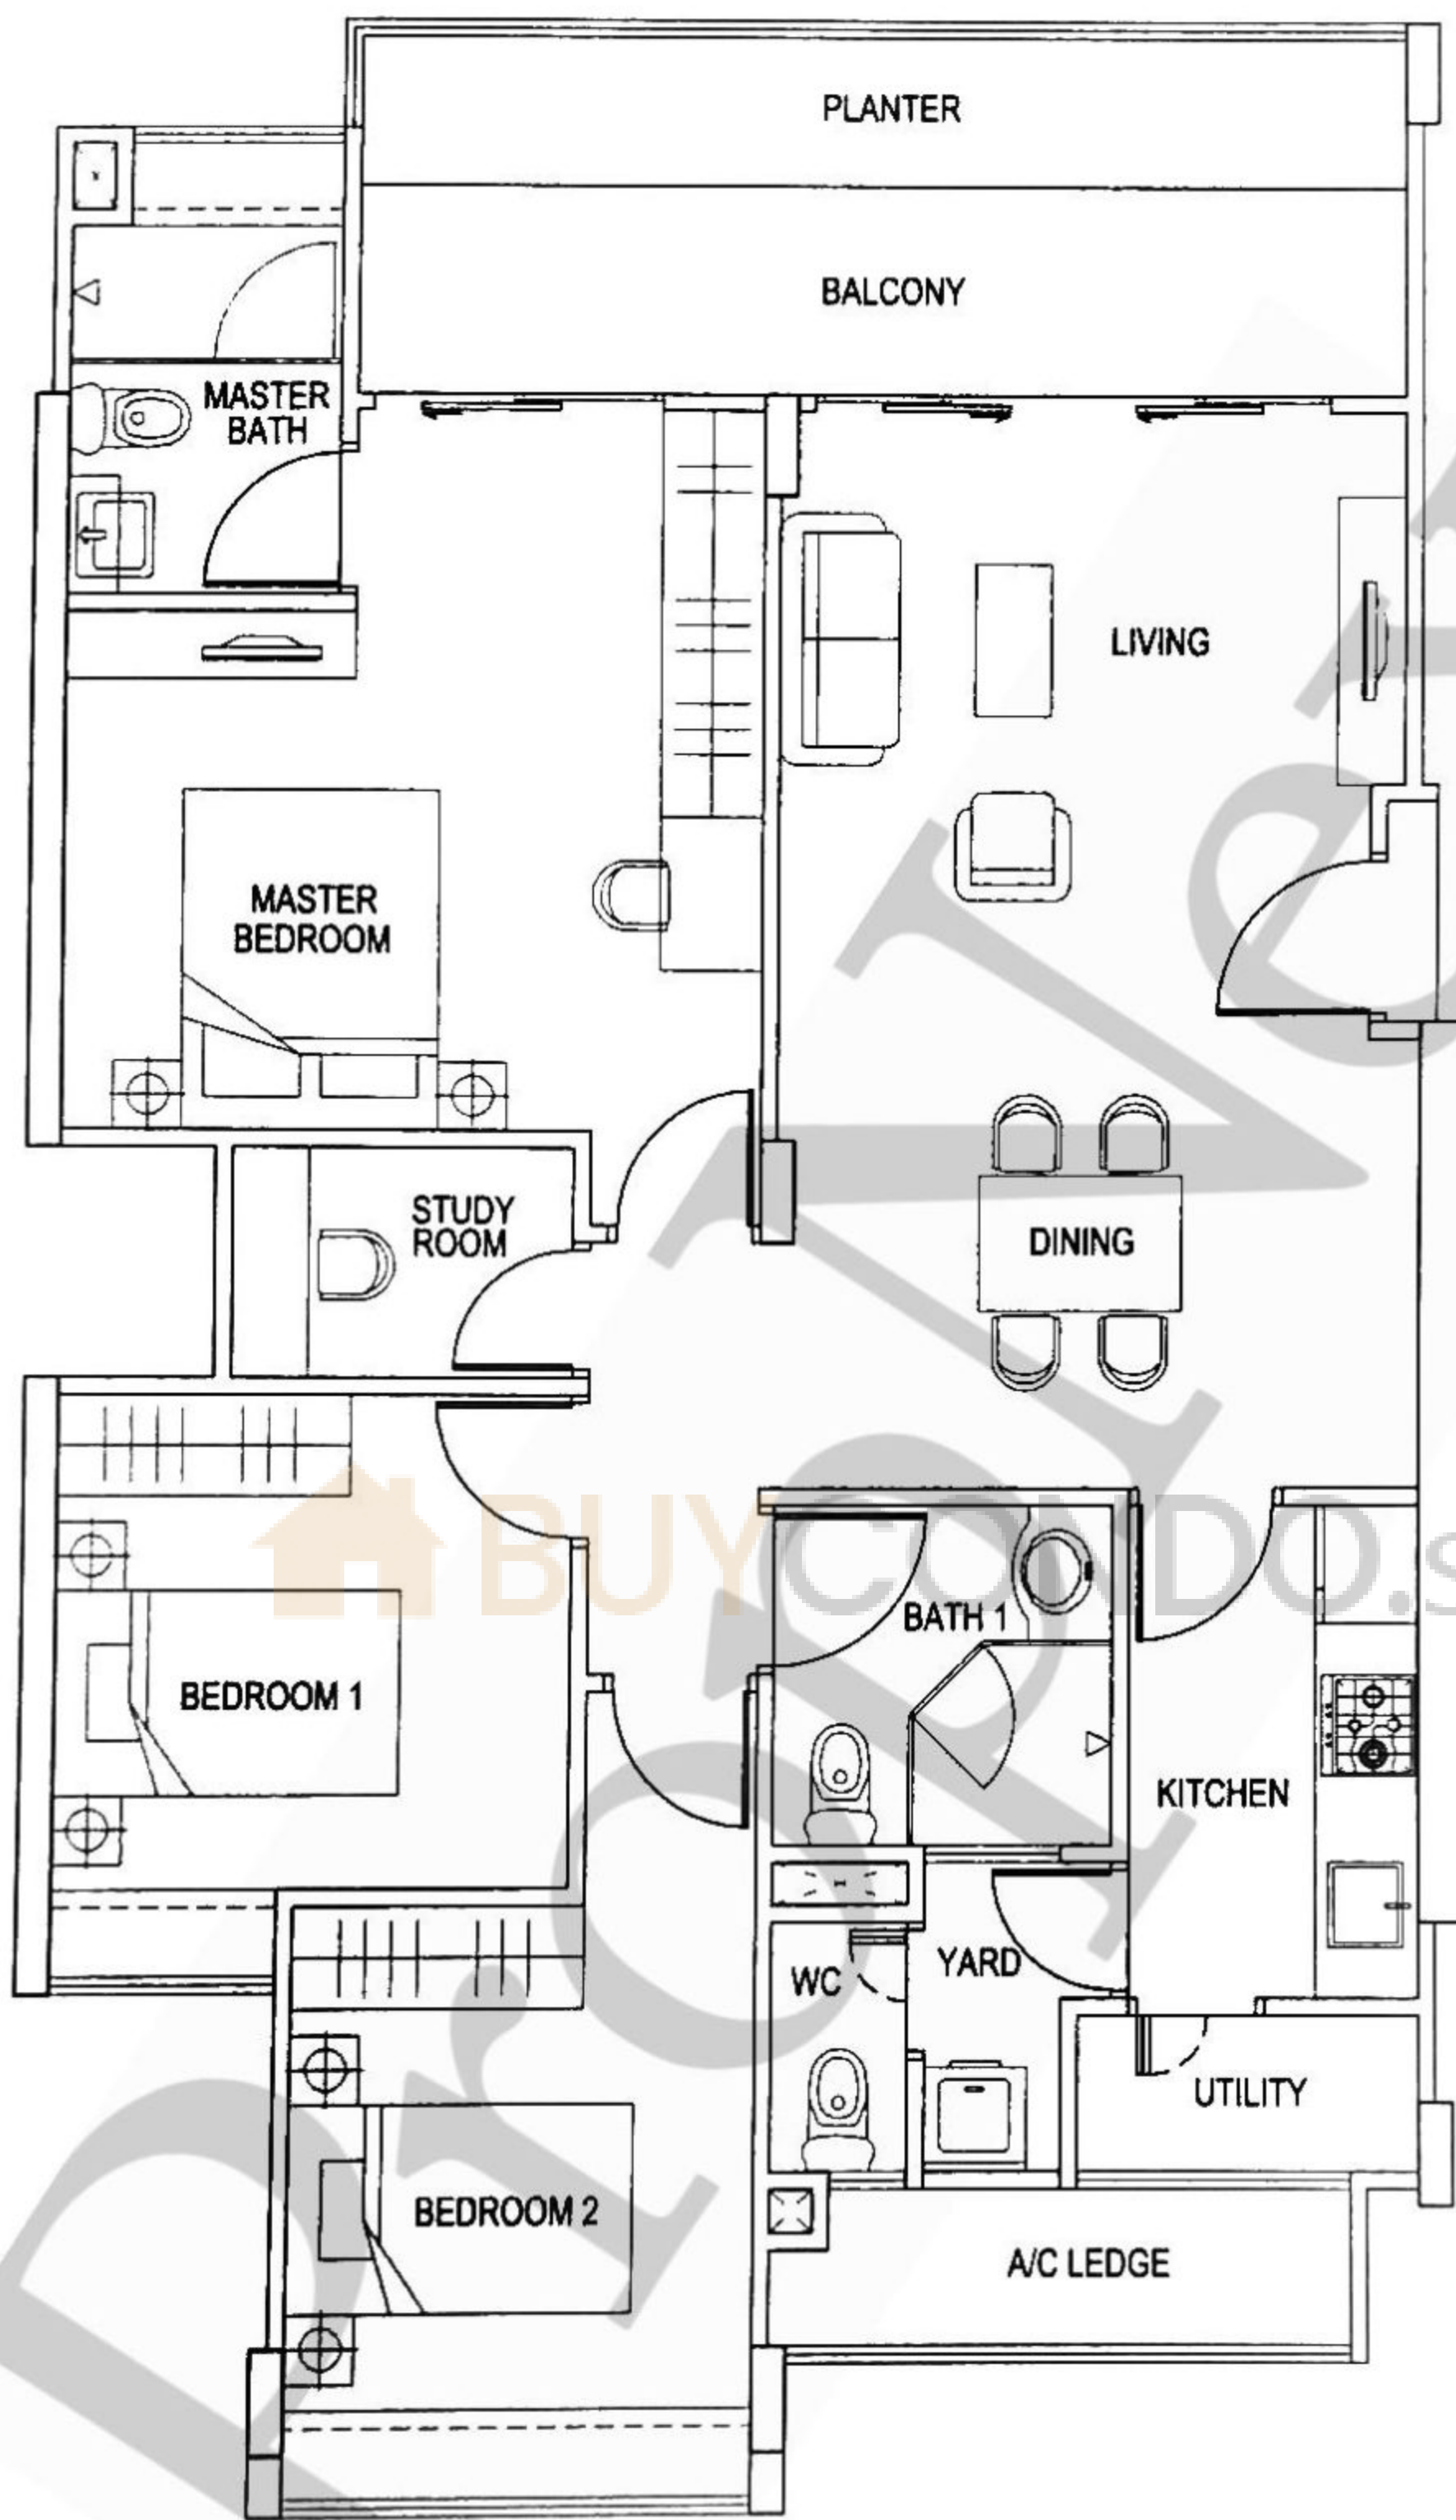 PLANTER
BALCONY
MASTER
BATH
LIVING
MASTER
BEDROOM
STUDY
ROOM
DINING
BUYCONDO.s
BATH 1
BEDROOM 1
KITCHEN
WC
YARD
UTILITY
BEDROOM 2
A/C LEDGE